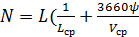 N = L(1/L_cp + 3660ψ/V_cp